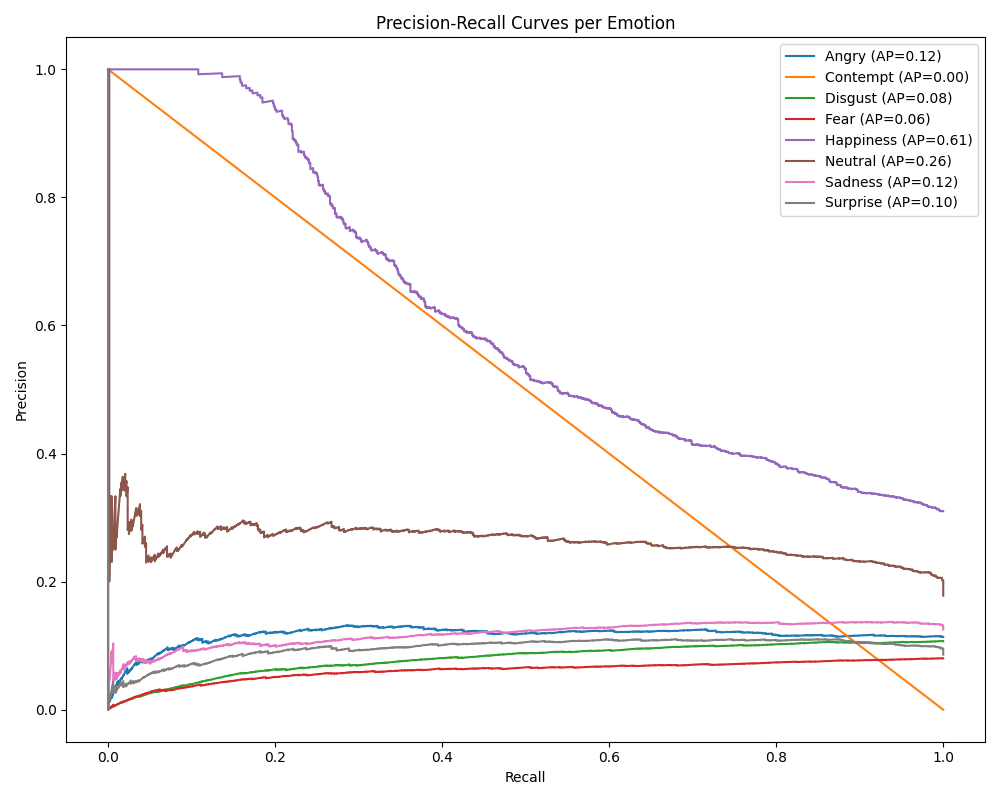 Precision-Recall Curves per Emotion
Angry (AP=0.12)
Contempt (AP=0.00)
Disgust (AP=0.08)
Fear (AP=0.06)
Happiness (AP=0.61)
Neutral (AP=0.26)
Sadness (AP=0.12)
Surprise (AP=0.10)
Precision
1.0
0.8
0.6
0.4
0.2
0.0
0.0 0.2 0.4 0.6 0.8 1.0
Recall